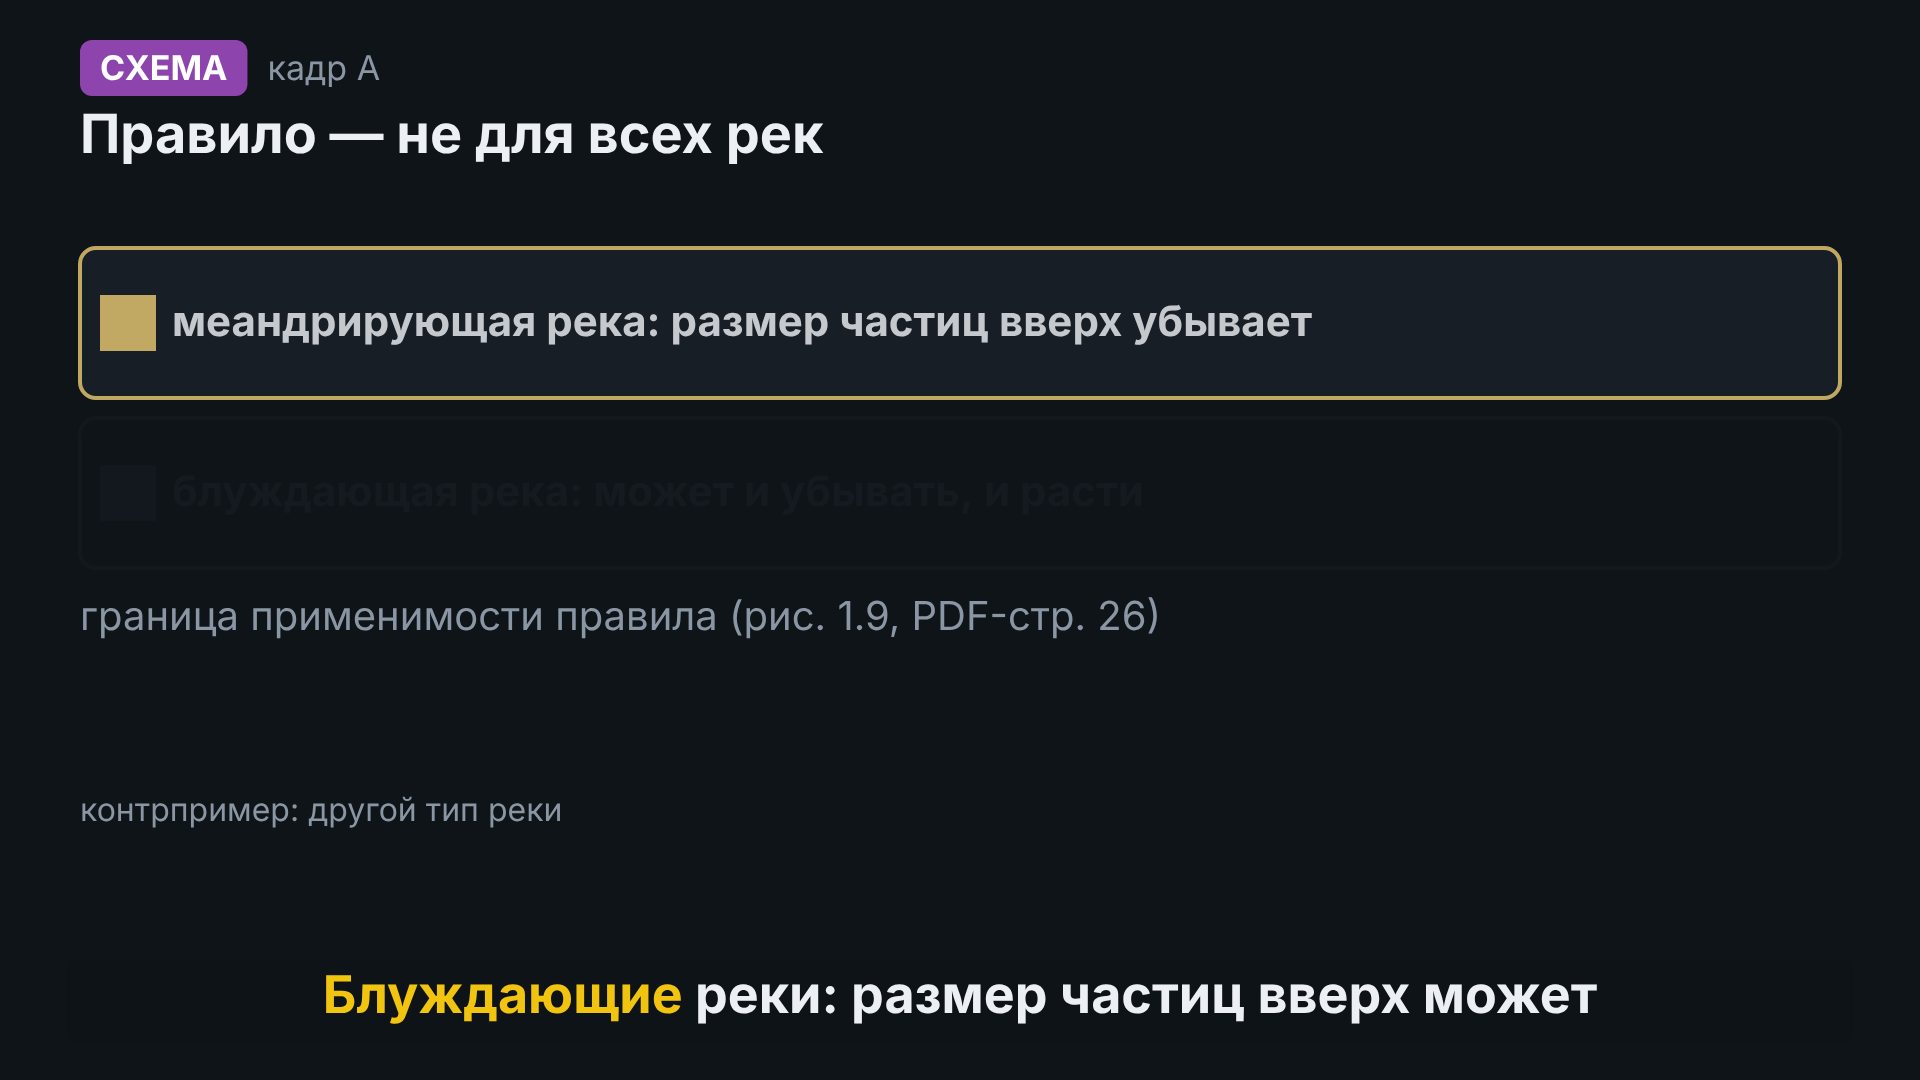 СХЕМА кадр А
Правило — не для всех рек
меандрирующая река: размер частиц вверх убывает
блуждающая река: может и убывать, и расти
граница применимости правила (рис. 1.9, PDF-стр. 26)
контрпример: другой тип реки
Блуждающие реки: размер частиц вверх может